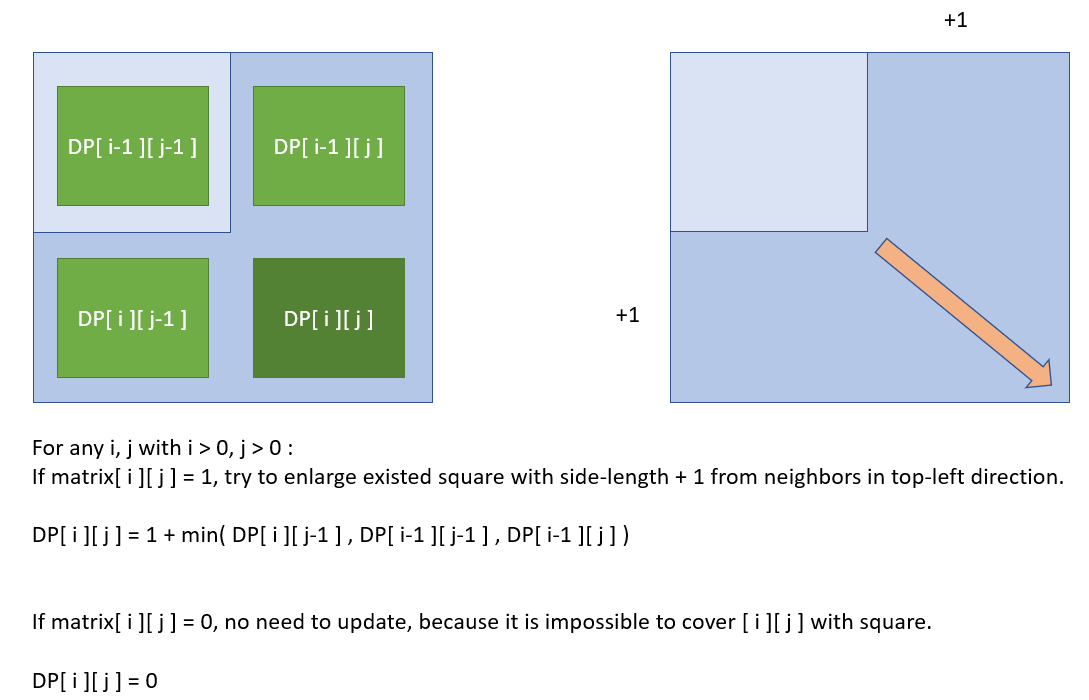 +1
DP[ i-1 ][ j-1 ]
DP[ i-1 ][ j ]
DP[ i ][ j-1 ]
DP[ i ][ j ]
+1
For any i, j with i > 0, j > 0 :
If matrix[ i ][ j ] = 1, try to enlarge existed square with side-length + 1 from neighbors in top-left direction.
DP[ i ][ j ] = 1 + min( DP[ i ][ j-1 ] , DP[ i-1 ][ j-1 ] , DP[ i-1 ][ j ] )
If matrix[ i ][ j ] = 0, no need to update, because it is impossible to cover [ i ][ j ] with square.
DP[ i ][ j ] = 0